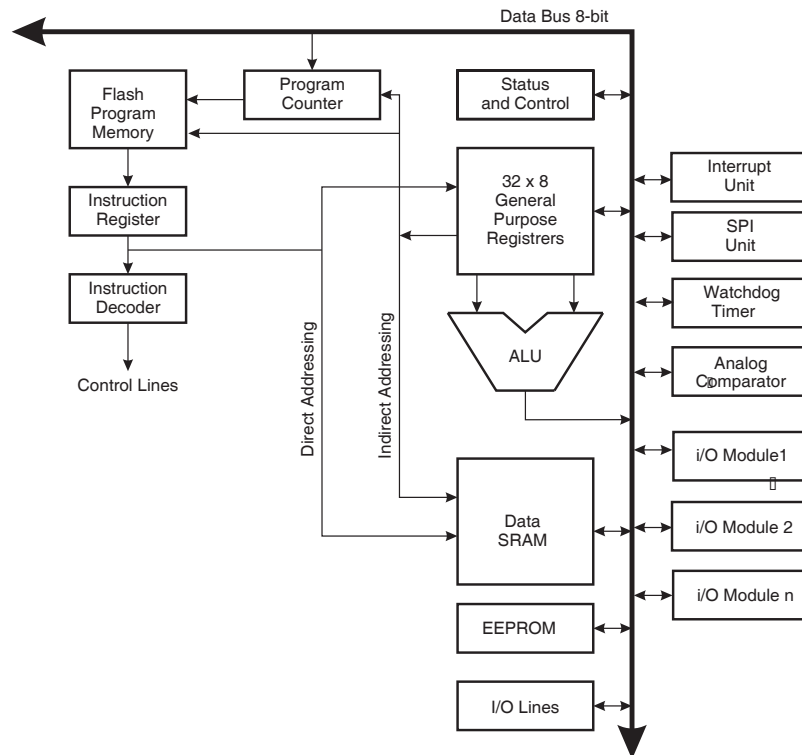 Data Bus 8-bit
Flash
Program
Memory
Program
Counter
Status
and Control
Interrupt
Unit
32 x 8
General
Purpose
Registrers
Instruction
Register
SPI
Unit
Instruction
Decoder
Watchdog
Timer
Control Lines
Direct Addressing
Indirect Addressing
ALU
Analog
Comparator
i/O Module1
Data
SRAM
i/O Module 2
i/O Module n
EEPROM
I/O Lines